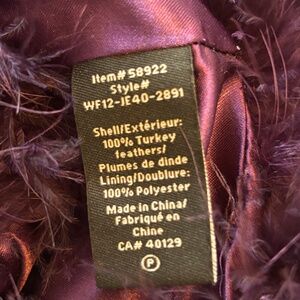 Item# 58922
Style#
WF12-JE40-2891
Shell/Extérieur:
100% Turkey
feathers/
Plumes de dinde
Lining/Doublure:
100% Polyester
Made in China/
Fabriqué en
Chine
CA# 40129
P